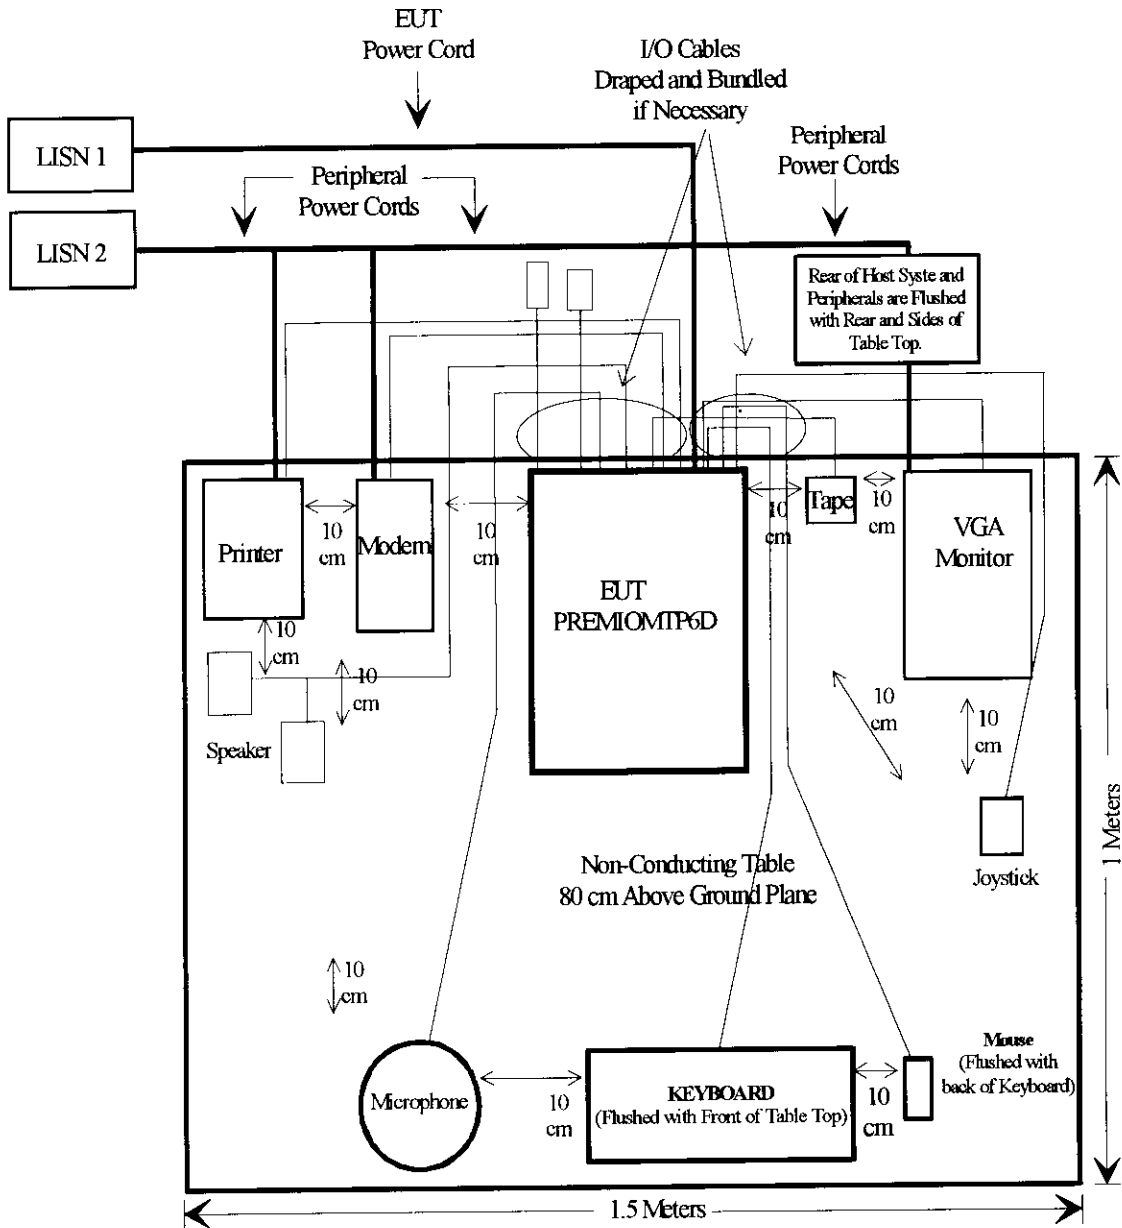 EUT
Power Cord
I/O Cables
Draped and Bundled
if Necessary
Peripheral
Power Cords
LISN 1
Peripheral
Power Cords
LISN 2
Rear of Host Syste and
Peripherals are Flushed
with Rear and Sides of
Table Top.
Printer
10
cm
Modem
10
cm
EUT
PREMIOMTP6D
10
cm
Tape
10
cm
VGA
Monitor
10
cm
10
cm
Speaker
10
cm
10
cm
Joystick
1 Meters
Non-Conducting Table
80 cm Above Ground Plane
10
cm
Microphone
10
cm
KEYBOARD
(Flushed with Front of Table Top)
10
cm
Mouse
(Flushed with
back of Keyboard)
1.5 Meters